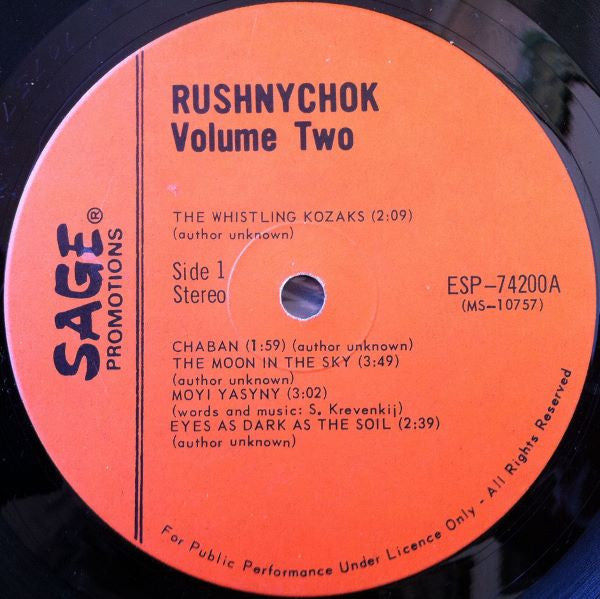 RUSHNYCHOK
Volume Two
THE WHISTLING KOZAKS (2:09)
(author unknown)
Side 1
Stereo
ESP-74200A
(MS-10757)
CHABAN (1:59) (author unknown)
THE MOON IN THE SKY (3:49)
(author unknown)
MOYI YASYNY (3:02)
(words and music: S. Krevenkij)
EYES AS DARK AS THE SOIL (2:39)
(author unknown)
SAGE®
PROMOTIONS
For Public Performance Under Licence Only - All Rights Reserved